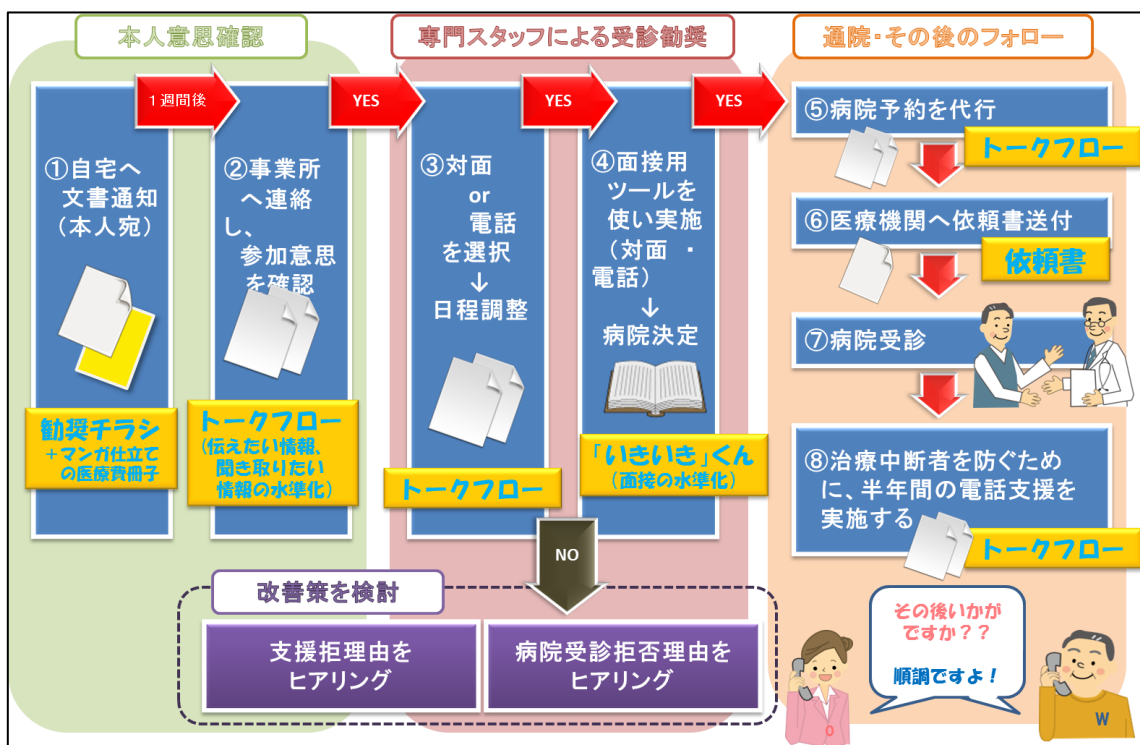 本人意思確認
１週間後
①自宅へ
文書通知
（本人宛）
勧奨チラシ
＋マンガ仕立て
の医療費冊子
②事業所
へ連絡
し、
参加意思
を確認
トークフロー
(伝えたい情報、
聞き取りたい
情報の水準化)
YES
専門スタッフによる受診勧奨
③対面
or
電話
を選択
↓
日程調整
トークフロー
YES
④面接用
ツールを
使い実施
（対面・
電話）
↓
病院決定
「いきいき」くん
(面接の水準化)
YES
NO
改善策を検討
支援拒理由を
ヒアリング
病院受診拒否理由を
ヒアリング
通院・その後のフォロー
⑤病院予約を代行
トークフロー
⑥医療機関へ依頼書送付
依頼書
⑦病院受診
⑧治療中断者を防ぐため
に、半年間の電話支援を
実施する
トークフロー
その後いかが
ですか？？
順調ですよ！
O
W